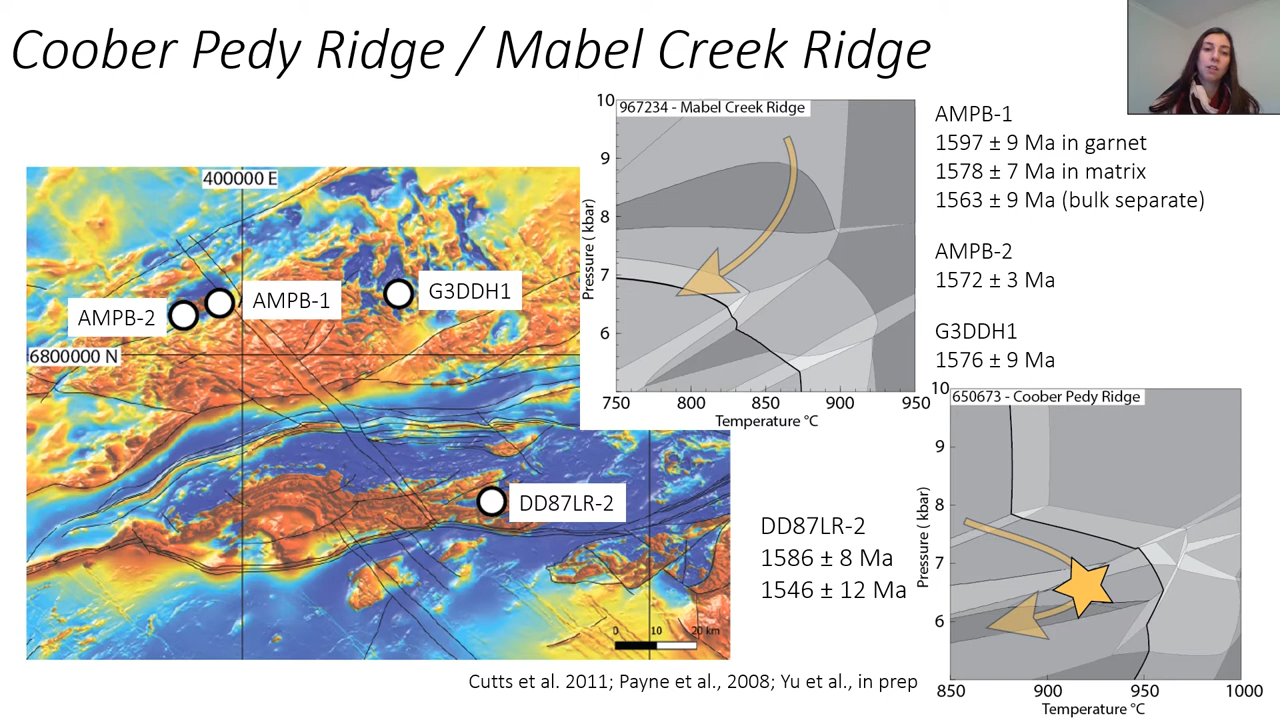 Coober Pedy Ridge / Mabel Creek Ridge
400000 E
6800000 N
AMPB-2
AMPB-1
G3DDH1
DD87LR-2
0 10 20 km
967234 - Mabel Creek Ridge
10
9
8
7
6
Pressure ( kbar)
750 800 850 900 950
Temperature °C
AMPB-1
1597 ± 9 Ma in garnet
1578 ± 7 Ma in matrix
1563 ± 9 Ma (bulk separate)
AMPB-2
1572 ± 3 Ma
G3DDH1
1576 ± 9 Ma
DD87LR-2
1586 ± 8 Ma
1546 ± 12 Ma
650673 - Coober Pedy Ridge
10
9
8
7
6
Pressure ( kbar)
850 900 950 1000
Temperature °C
Cutts et al. 2011; Payne et al., 2008; Yu et al., in prep